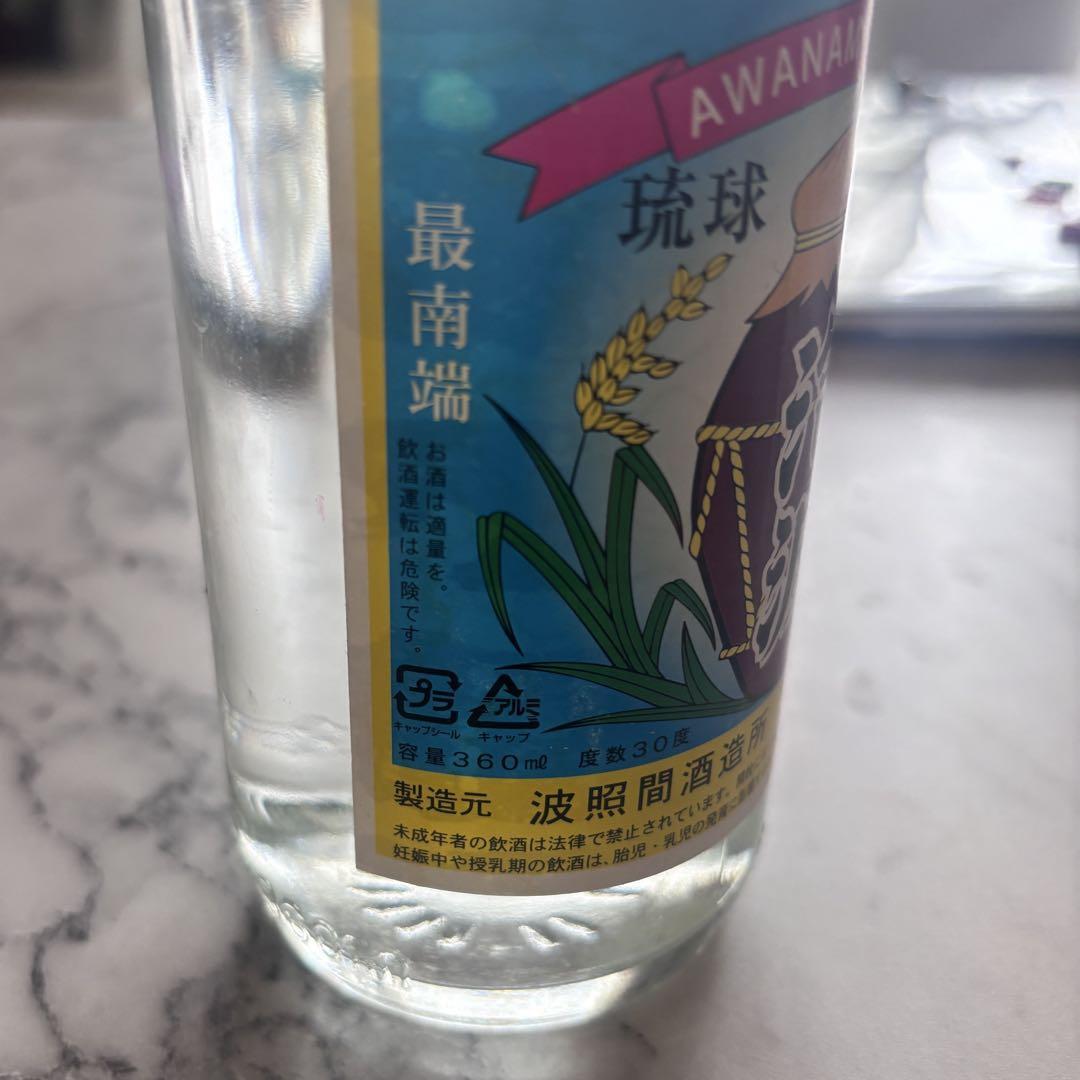 AWANAM
琉球
最南端
お酒は適量を。
飲酒運転は危険です。
プラ
キャップシール
アルミ
キャップ
容量360㎖ 度数30度
製造元 波照間酒造所
未成年者の飲酒は法律で禁止されています。
妊娠中や授乳期の飲酒は、胎児・乳児の発育に